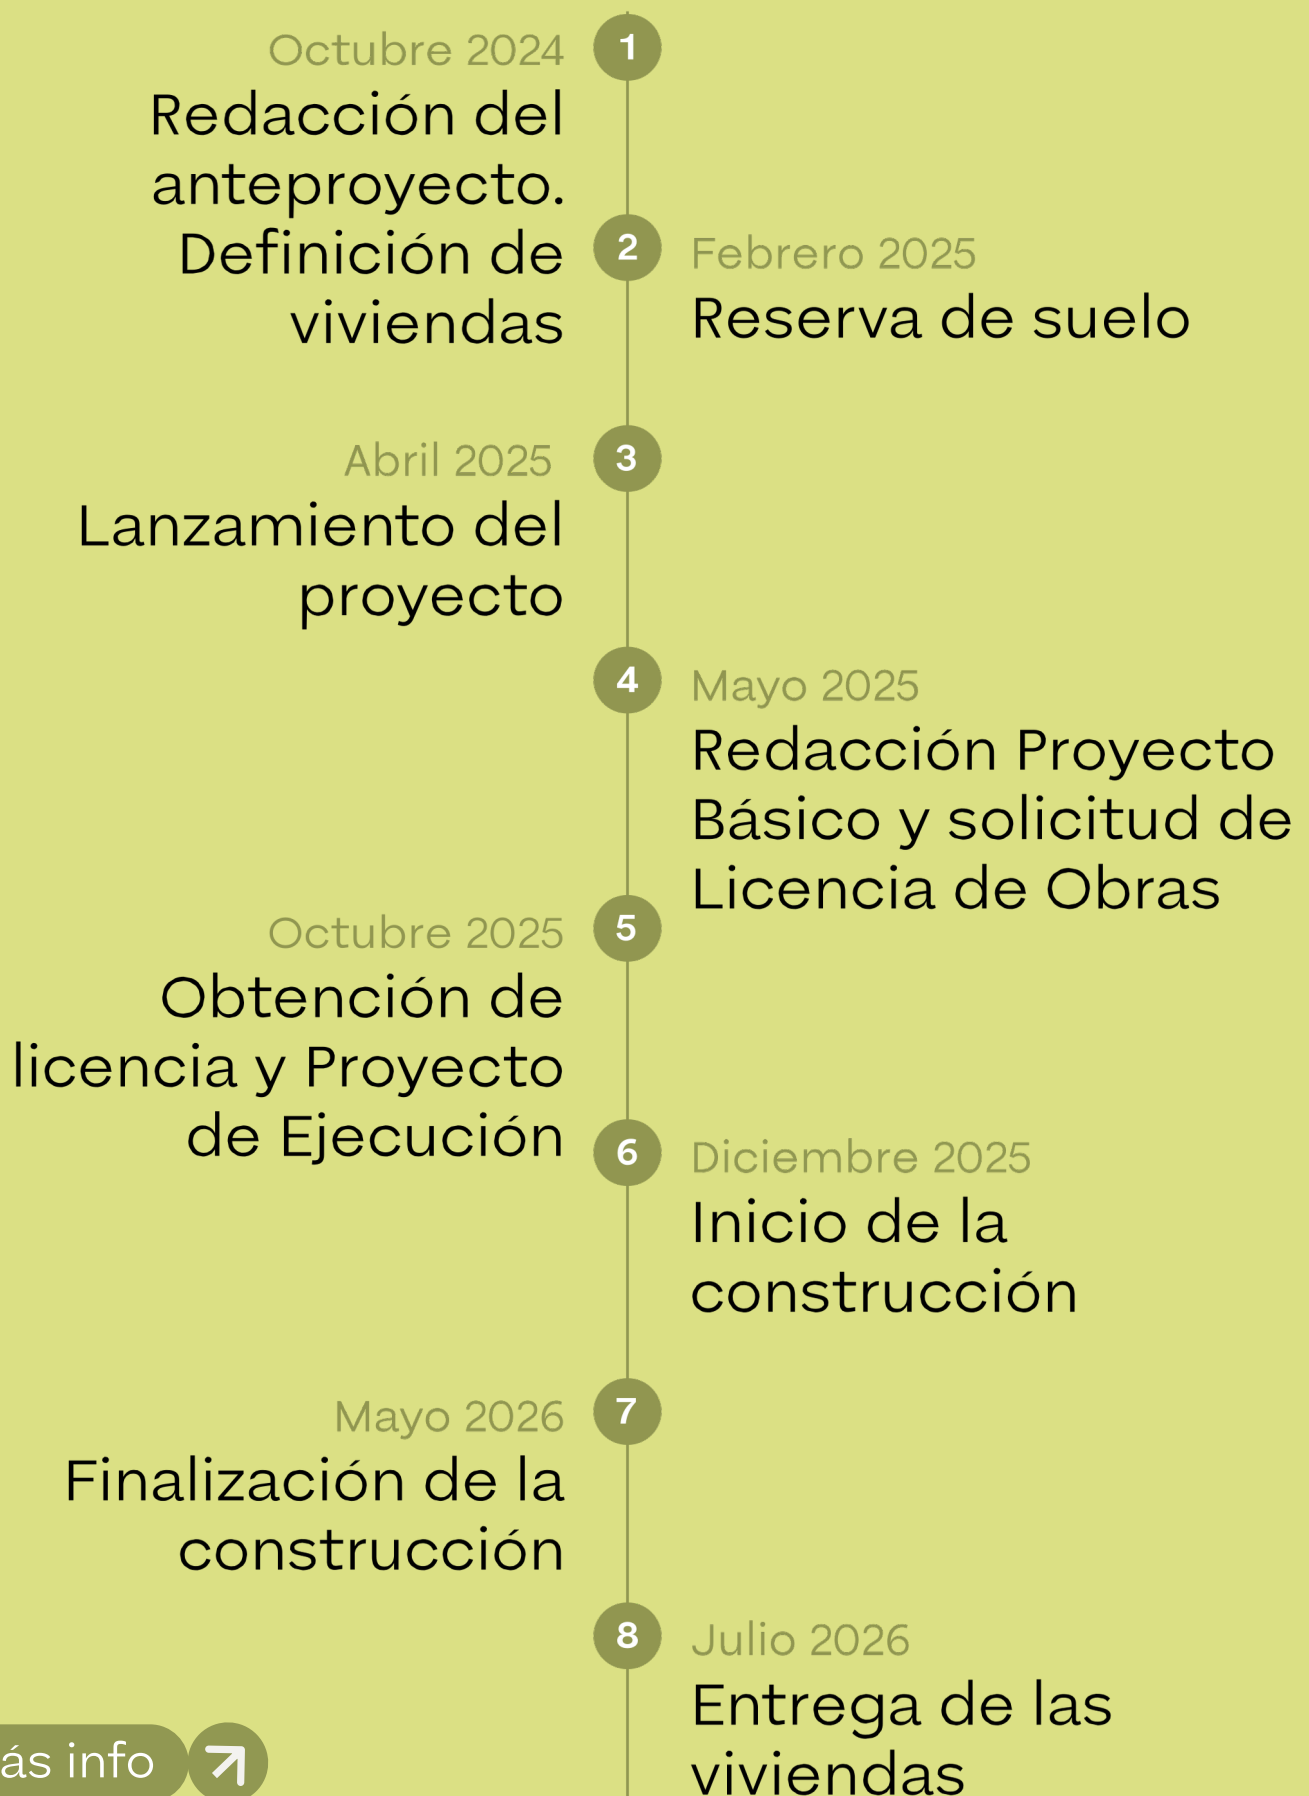 1
Octubre 2024
Redacción del
anteproyecto.
Definición de
viviendas
2
Febrero 2025
Reserva de suelo
3
Abril 2025
Lanzamiento del
proyecto
4
Mayo 2025
Redacción Proyecto
Básico y solicitud de
Licencia de Obras
5
Octubre 2025
Obtención de
licencia y Proyecto
de Ejecución
6
Diciembre 2025
Inicio de la
construcción
7
Mayo 2026
Finalización de la
construcción
8
Julio 2026
Entrega de las
viviendas
ás info